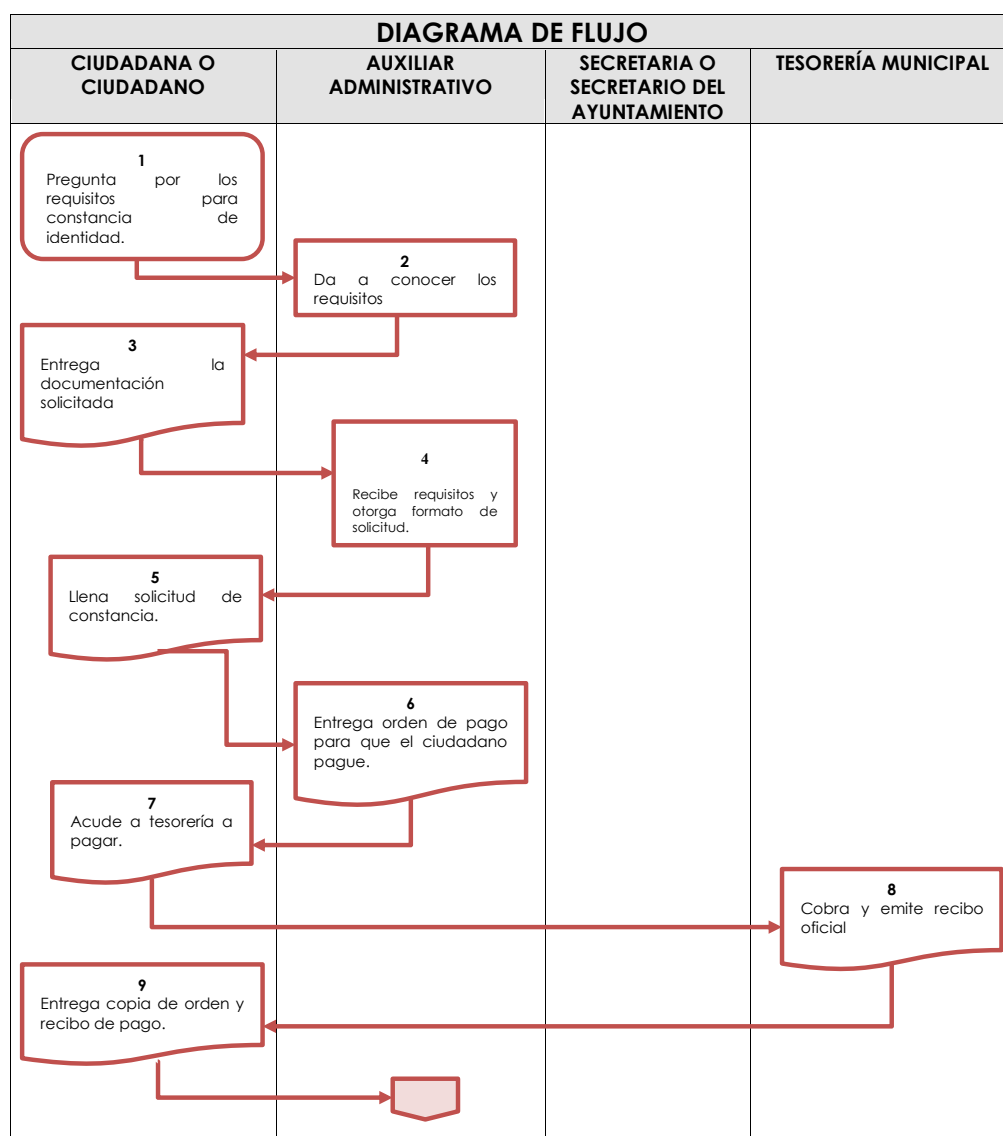 DIAGRAMA DE FLUJO
CIUDADANA O
CIUDADANO
AUXILIAR
ADMINISTRATIVO
SECRETARIA O
SECRETARIO DEL
AYUNTAMIENTO
TESORERÍA MUNICIPAL
1
Pregunta por los
requisitos para
constancia de
identidad.
2
Da a conocer los
requisitos
3
Entrega la
documentación
solicitada
4
Recibe requisitos y
otorga formato de
solicitud.
5
Llena solicitud de
constancia.
6
Entrega orden de pago
para que el ciudadano
pague.
7
Acude a tesorería a
pagar.
8
Cobra y emite recibo
oficial
9
Entrega copia de orden y
recibo de pago.